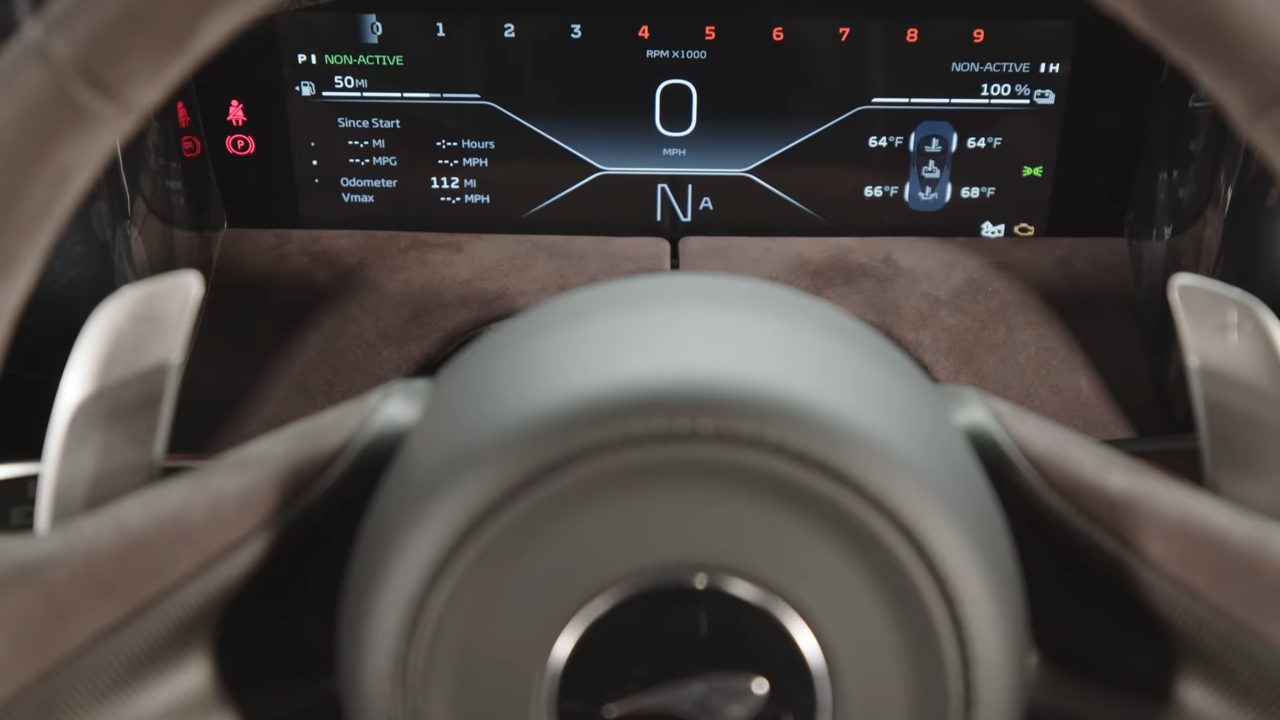 0 1 2 3 4 5 6 7 8 9
RPM X1000
P NON-ACTIVE
NON-ACTIVE H
50 MI
100 %
0
MPH
Since Start
--.- MI -:-- Hours
--.- MPG --.- MPH
Odometer 112 MI
Vmax --.- MPH
64°F 64°F
66°F 68°F
N A
P